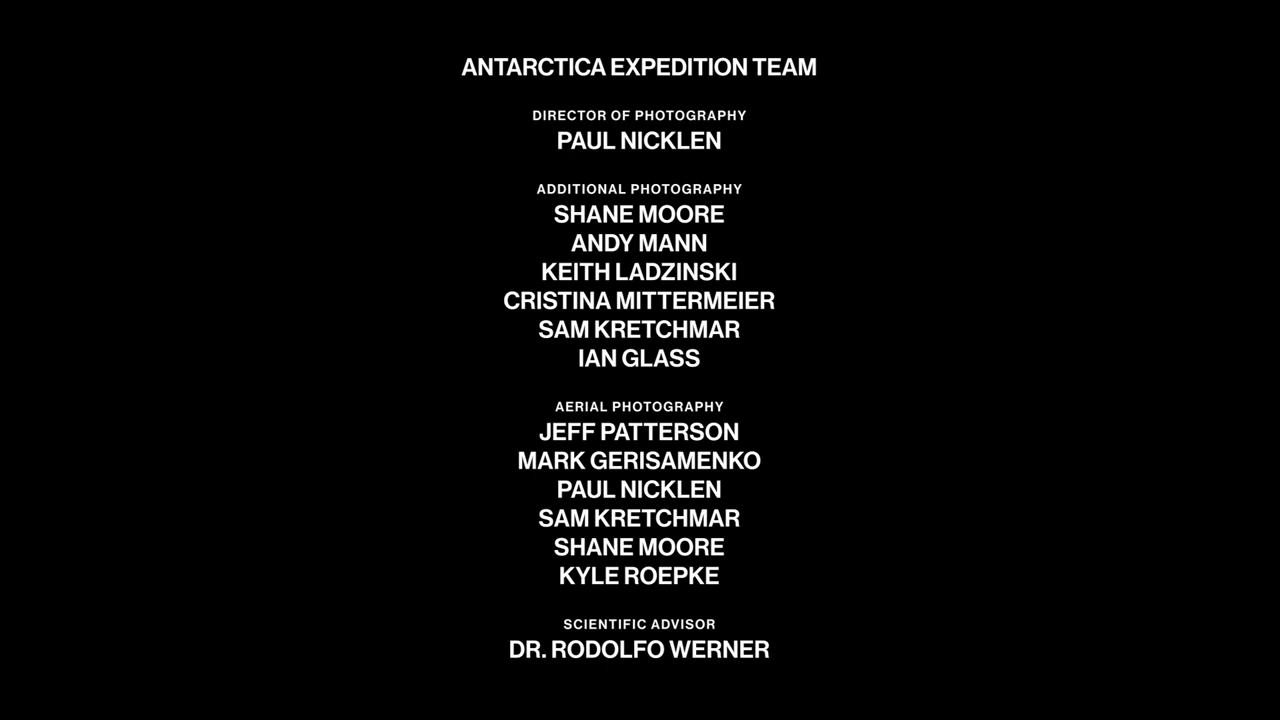 ANTARCTICA EXPEDITION TEAM
DIRECTOR OF PHOTOGRAPHY
PAUL NICKLEN
ADDITIONAL PHOTOGRAPHY
SHANE MOORE
ANDY MANN
KEITH LADZINSKI
CRISTINA MITTERMEIER
SAM KRETCHMAR
IAN GLASS
AERIAL PHOTOGRAPHY
JEFF PATTERSON
MARK GERISAMENKO
PAUL NICKLEN
SAM KRETCHMAR
SHANE MOORE
KYLE ROEPKE
SCIENTIFIC ADVISOR
DR. RODOLFO WERNER